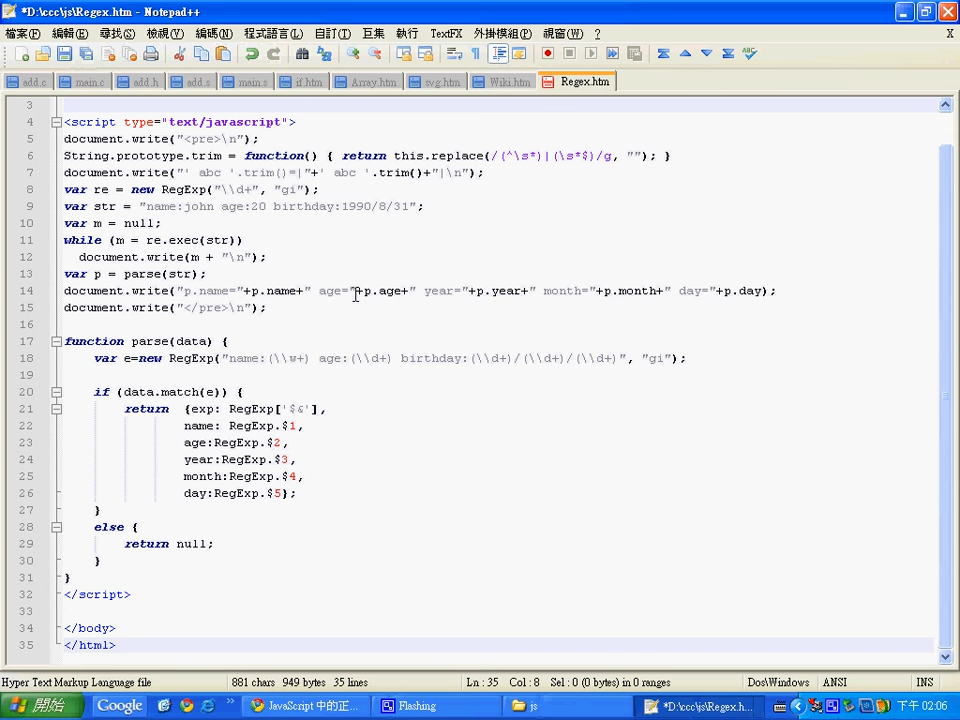 *D:\ccc\js\Regex.htm - Notepad++
檔案(F) 編輯(E) 尋找(S) 檢視(V) 編碼(N) 程式語言(L) 自訂(T) 巨集 執行 TextFX 外掛模組(P) 視窗(W) ? X
add.c main.c add.h add.s main.s if.htm Array.htm svg.htm Wiki.htm Regex.htm
3
4 <script type="text/javascript">
5 document.write("<pre>\n");
6 String.prototype.trim = function() { return this.replace(/(^\s*)|(\s*$)/g, ""); }
7 document.write("' abc '.trim()=|"+' abc '.trim()+"|\n");
8 var re = new RegExp("\\d+", "gi");
9 var str = "name:john age:20 birthday:1990/8/31";
10 var m = null;
11 while (m = re.exec(str))
12 document.write(m + "\n");
13 var p = parse(str);
14 document.write("p.name="+p.name+" age="+p.age+" year="+p.year+" month="+p.month+" day="+p.day);
15 document.write("</pre>\n");
16
17 function parse(data) {
18 var e=new RegExp("name:(\\w+) age:(\\d+) birthday:(\\d+)/(\\d+)/(\\d+)", "gi");
19
20 if (data.match(e)) {
21 return {exp: RegExp['$&'],
22 name: RegExp.$1,
23 age:RegExp.$2,
24 year:RegExp.$3,
25 month:RegExp.$4,
26 day:RegExp.$5};
27 }
28 else {
29 return null;
30 }
31 }
32 </script>
33
34 </body>
35 </html>
Hyper Text Markup Language file 881 chars 949 bytes 35 lines Ln : 35 Col : 8 Sel : 0 (0 bytes) in 0 ranges Dos\Windows ANSI INS
開始 Google JavaScript 中的正... Flashing js *D:\ccc\js\Regex.h... 下午 02:06